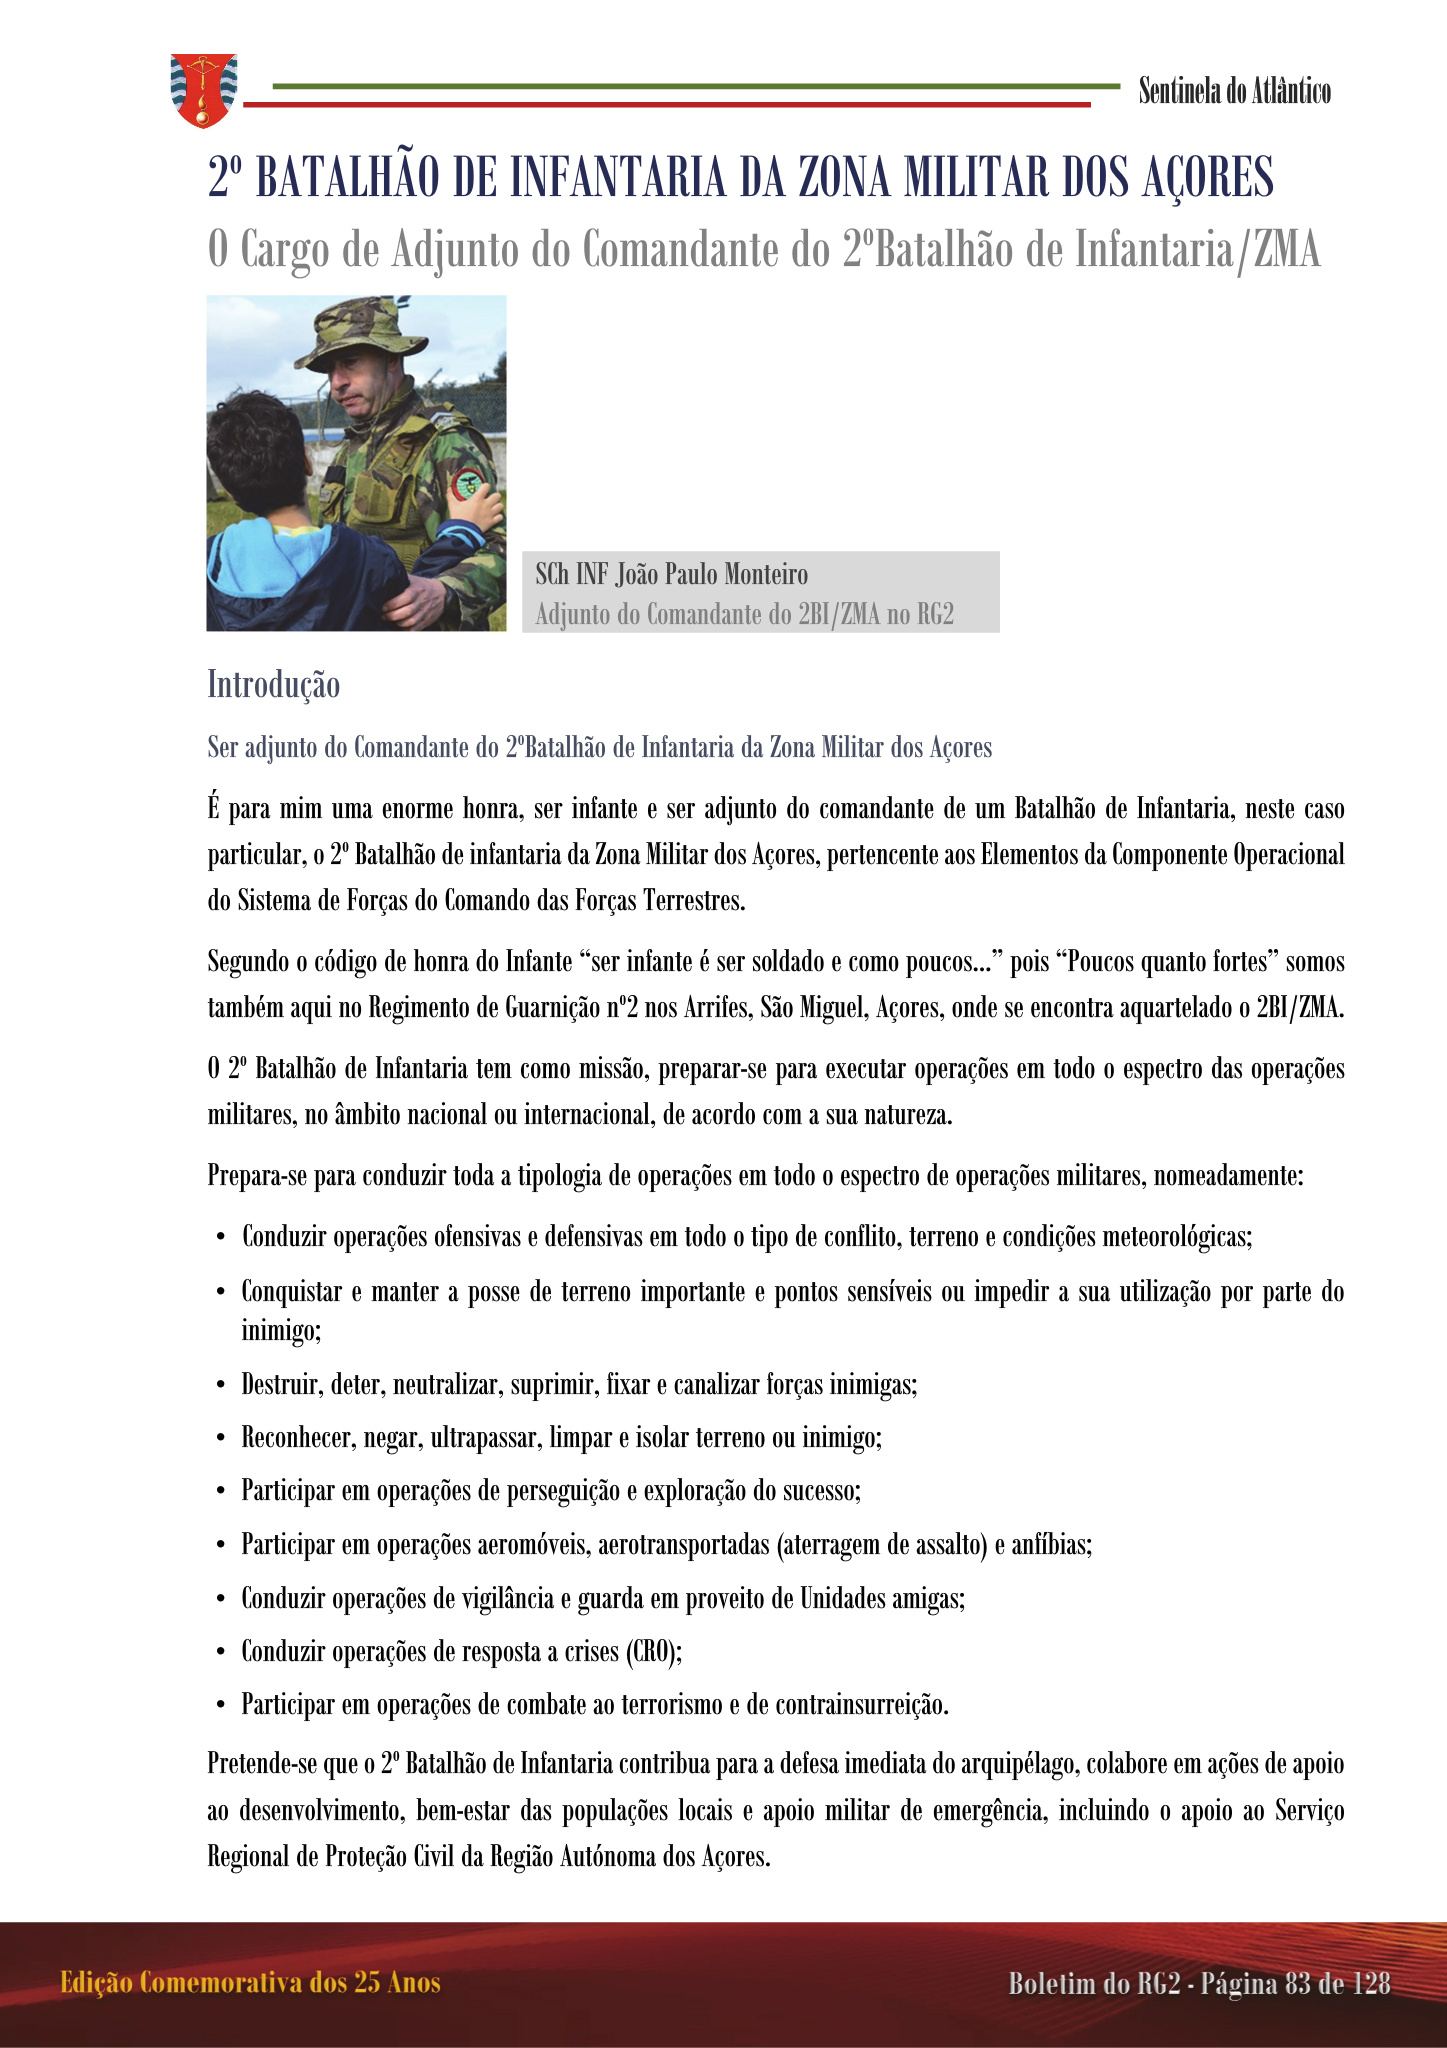 Sentinela do Atlântico
2º BATALHÃO DE INFANTARIA DA ZONA MILITAR DOS AÇORES
O Cargo de Adjunto do Comandante do 2ºBatalhão de Infantaria/ZMA
SCh INF João Paulo Monteiro
Adjunto do Comandante do 2BI/ZMA no RG2
Introdução
Ser adjunto do Comandante do 2ºBatalhão de Infantaria da Zona Militar dos Açores
É para mim uma enorme honra, ser infante e ser adjunto do comandante de um Batalhão de Infantaria, neste caso
particular, o 2º Batalhão de infantaria da Zona Militar dos Açores, pertencente aos Elementos da Componente Operacional
do Sistema de Forças do Comando das Forças Terrestres.
Segundo o código de honra do Infante “ser infante é ser soldado e como poucos...” pois “Poucos quanto fortes” somos
também aqui no Regimento de Guarnição nº2 nos Arrifes, São Miguel, Açores, onde se encontra aquartelado o 2BI/ZMA.
O 2º Batalhão de Infantaria tem como missão, preparar-se para executar operações em todo o espectro das operações
militares, no âmbito nacional ou internacional, de acordo com a sua natureza.
Prepara-se para conduzir toda a tipologia de operações em todo o espectro de operações militares, nomeadamente:
• Conduzir operações ofensivas e defensivas em todo o tipo de conflito, terreno e condições meteorológicas;
• Conquistar e manter a posse de terreno importante e pontos sensíveis ou impedir a sua utilização por parte do
inimigo;
• Destruir, deter, neutralizar, suprimir, fixar e canalizar forças inimigas;
• Reconhecer, negar, ultrapassar, limpar e isolar terreno ou inimigo;
• Participar em operações de perseguição e exploração do sucesso;
• Participar em operações aeromóveis, aerotransportadas (aterragem de assalto) e anfíbias;
• Conduzir operações de vigilância e guarda em proveito de Unidades amigas;
• Conduzir operações de resposta a crises (CRO);
• Participar em operações de combate ao terrorismo e de contrainsurreição.
Pretende-se que o 2º Batalhão de Infantaria contribua para a defesa imediata do arquipélago, colabore em ações de apoio
ao desenvolvimento, bem-estar das populações locais e apoio militar de emergência, incluindo o apoio ao Serviço
Regional de Proteção Civil da Região Autónoma dos Açores.
Edição Comemorativa dos 25 Anos
Boletim do RG2 - Página 83 de 128